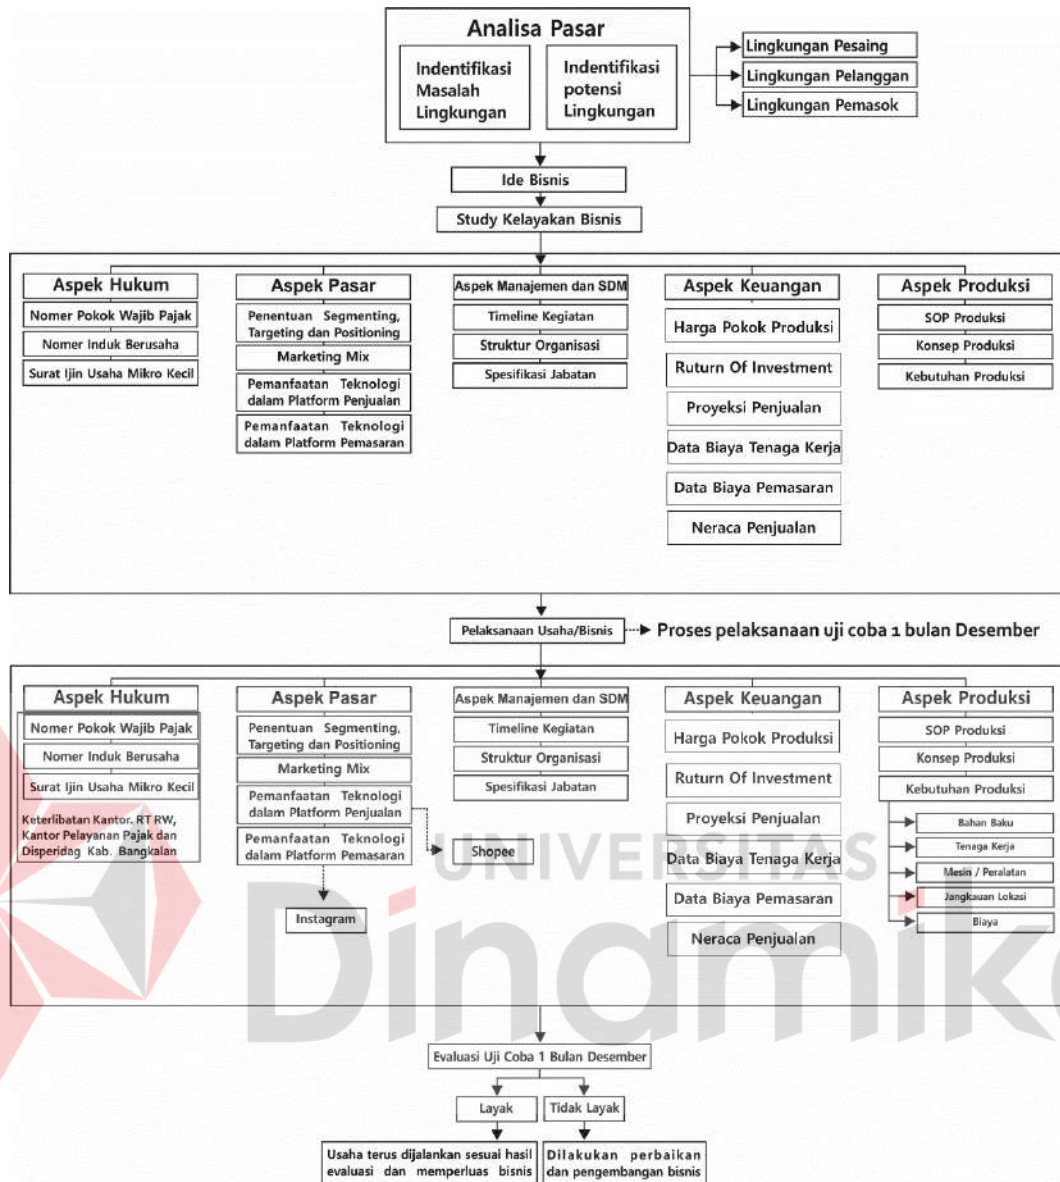 Analisa Pasar
Indentifikasi
Masalah
Lingkungan
Indentifikasi
potensi
Lingkungan
Lingkungan Pesaing
Lingkungan Pelanggan
Lingkungan Pemasok
Ide Bisnis
Study Kelayakan Bisnis
Aspek Hukum
Nomer Pokok Wajib Pajak
Nomer Induk Berusaha
Surat Ijin Usaha Mikro Kecil
Aspek Pasar
Penentuan Segmenting,
Targeting dan Positioning
Marketing Mix
Pemanfaatan Teknologi
dalam Platform Penjualan
Pemanfaatan Teknologi
dalam Platform Pemasaran
Aspek Manajemen dan SDM
Timeline Kegiatan
Struktur Organisasi
Spesifikasi Jabatan
Aspek Keuangan
Harga Pokok Produksi
Ruturn Of Investment
Proyeksi Penjualan
Data Biaya Tenaga Kerja
Data Biaya Pemasaran
Neraca Penjualan
Aspek Produksi
SOP Produksi
Konsep Produksi
Kebutuhan Produksi
Pelaksanaan Usaha/Bisnis
Proses pelaksanaan uji coba 1 bulan Desember
Aspek Hukum
Nomer Pokok Wajib Pajak
Nomer Induk Berusaha
Surat Ijin Usaha Mikro Kecil
Keterlibatan Kantor. RT RW,
Kantor Pelayanan Pajak dan
Disperidag Kab. Bangkalan
Aspek Pasar
Penentuan Segmenting,
Targeting dan Positioning
Marketing Mix
Pemanfaatan Teknologi
dalam Platform Penjualan
Pemanfaatan Teknologi
dalam Platform Pemasaran
Shopee
Instagram
Aspek Manajemen dan SDM
Timeline Kegiatan
Struktur Organisasi
Spesifikasi Jabatan
Aspek Keuangan
Harga Pokok Produksi
Ruturn Of Investment
Proyeksi Penjualan
Data Biaya Tenaga Kerja
Data Biaya Pemasaran
Neraca Penjualan
Aspek Produksi
SOP Produksi
Konsep Produksi
Kebutuhan Produksi
Bahan Baku
Tenaga Kerja
Mesin / Peralatan
Jangkauan Lokasi
Biaya
UNIVERSITAS
Dinamika
Evaluasi Uji Coba 1 Bulan Desember
Layak
Tidak Layak
Usaha terus dijalankan sesuai hasil
evaluasi dan memperluas bisnis
Dilakukan perbaikan
dan pengembangan bisnis